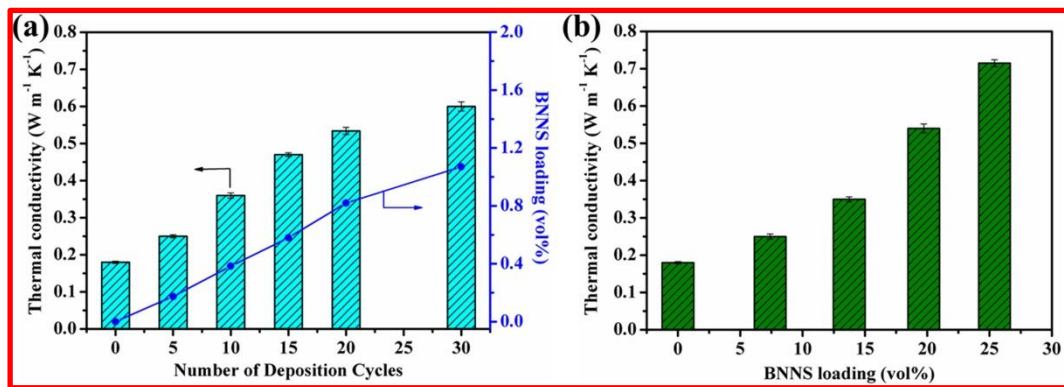 (a)
Thermal conductivity (W m⁻¹ K⁻¹)
0.8
0.7
0.6
0.5
0.4
0.3
0.2
0.1
0.0
0 5 10 15 20 25 30
Number of Deposition Cycles
2.0
1.6
1.2
0.8
0.4
0.0
BNNS loading (vol%)
(b)
Thermal conductivity (W m⁻¹ K⁻¹)
0.8
0.7
0.6
0.5
0.4
0.3
0.2
0.1
0.0
0 5 10 15 20 25 30
BNNS loading (vol%)